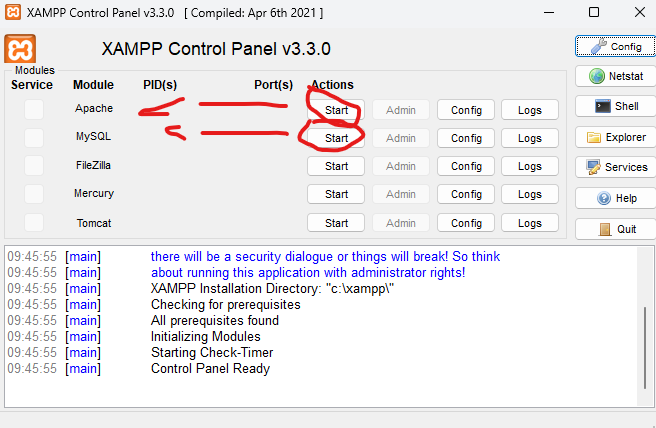 XAMPP Control Panel v3.3.0 [ Compiled: Apr 6th 2021 ]
XAMPP Control Panel v3.3.0
Config
Modules
Service Module PID(s) Port(s) Actions
Netstat
Apache Start Admin Config Logs
Shell
MySQL Start Admin Config Logs
Explorer
FileZilla Start Admin Config Logs
Services
Mercury Start Admin Config Logs
Help
Tomcat Start Admin Config Logs
Quit
09:45:55 [main] there will be a security dialogue or things will break! So think
09:45:55 [main] about running this application with administrator rights!
09:45:55 [main] XAMPP Installation Directory: "c:\xampp\"
09:45:55 [main] Checking for prerequisites
09:45:55 [main] All prerequisites found
09:45:55 [main] Initializing Modules
09:45:55 [main] Starting Check-Timer
09:45:55 [main] Control Panel Ready